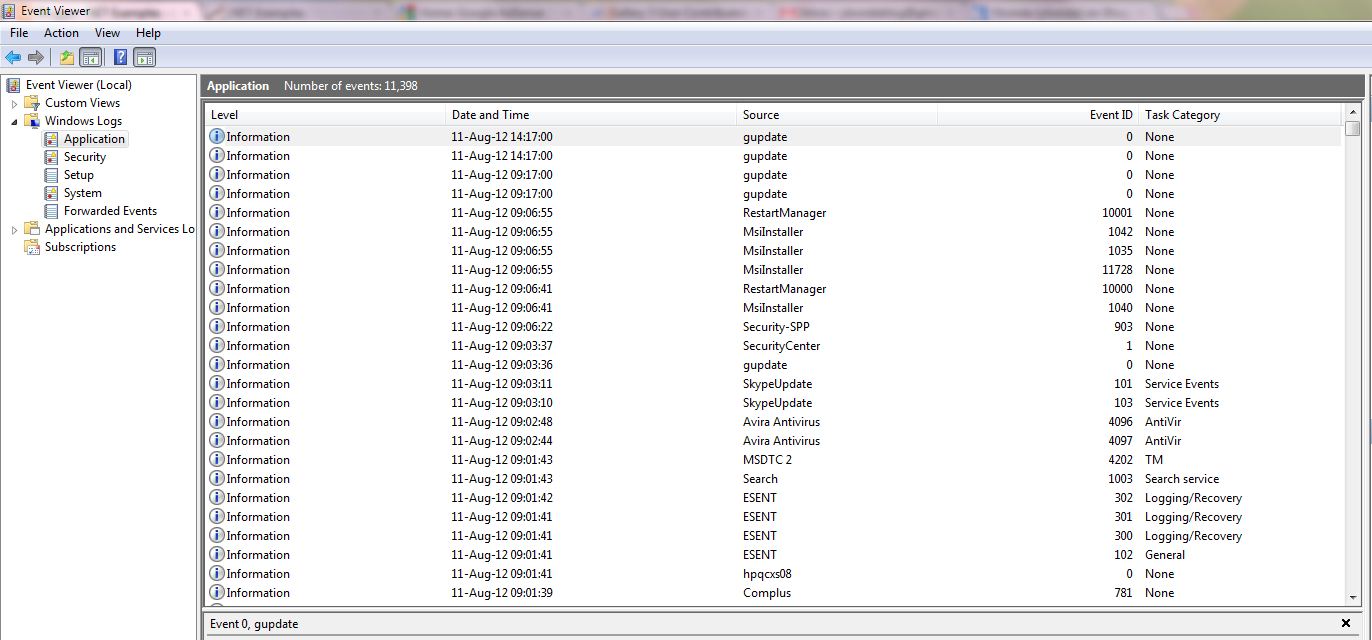 Event Viewer
File Action View Help
Event Viewer (Local)
Custom Views
Windows Logs
Application
Security
Setup
System
Forwarded Events
Applications and Services Lo
Subscriptions
Application Number of events: 11,398
Level Date and Time Source Event ID Task Category
Information 11-Aug-12 14:17:00 gupdate 0 None
Information 11-Aug-12 14:17:00 gupdate 0 None
Information 11-Aug-12 09:17:00 gupdate 0 None
Information 11-Aug-12 09:17:00 gupdate 0 None
Information 11-Aug-12 09:06:55 RestartManager 10001 None
Information 11-Aug-12 09:06:55 MsiInstaller 1042 None
Information 11-Aug-12 09:06:55 MsiInstaller 1035 None
Information 11-Aug-12 09:06:55 MsiInstaller 11728 None
Information 11-Aug-12 09:06:41 RestartManager 10000 None
Information 11-Aug-12 09:06:41 MsiInstaller 1040 None
Information 11-Aug-12 09:06:22 Security-SPP 903 None
Information 11-Aug-12 09:03:37 SecurityCenter 1 None
Information 11-Aug-12 09:03:36 gupdate 0 None
Information 11-Aug-12 09:03:11 SkypeUpdate 101 Service Events
Information 11-Aug-12 09:03:10 SkypeUpdate 103 Service Events
Information 11-Aug-12 09:02:48 Avira Antivirus 4096 AntiVir
Information 11-Aug-12 09:02:44 Avira Antivirus 4097 AntiVir
Information 11-Aug-12 09:01:43 MSDTC 2 4202 TM
Information 11-Aug-12 09:01:43 Search 1003 Search service
Information 11-Aug-12 09:01:42 ESENT 302 Logging/Recovery
Information 11-Aug-12 09:01:41 ESENT 301 Logging/Recovery
Information 11-Aug-12 09:01:41 ESENT 300 Logging/Recovery
Information 11-Aug-12 09:01:41 ESENT 102 General
Information 11-Aug-12 09:01:41 hpqcxs08 0 None
Information 11-Aug-12 09:01:39 Complus 781 None
Event 0, gupdate